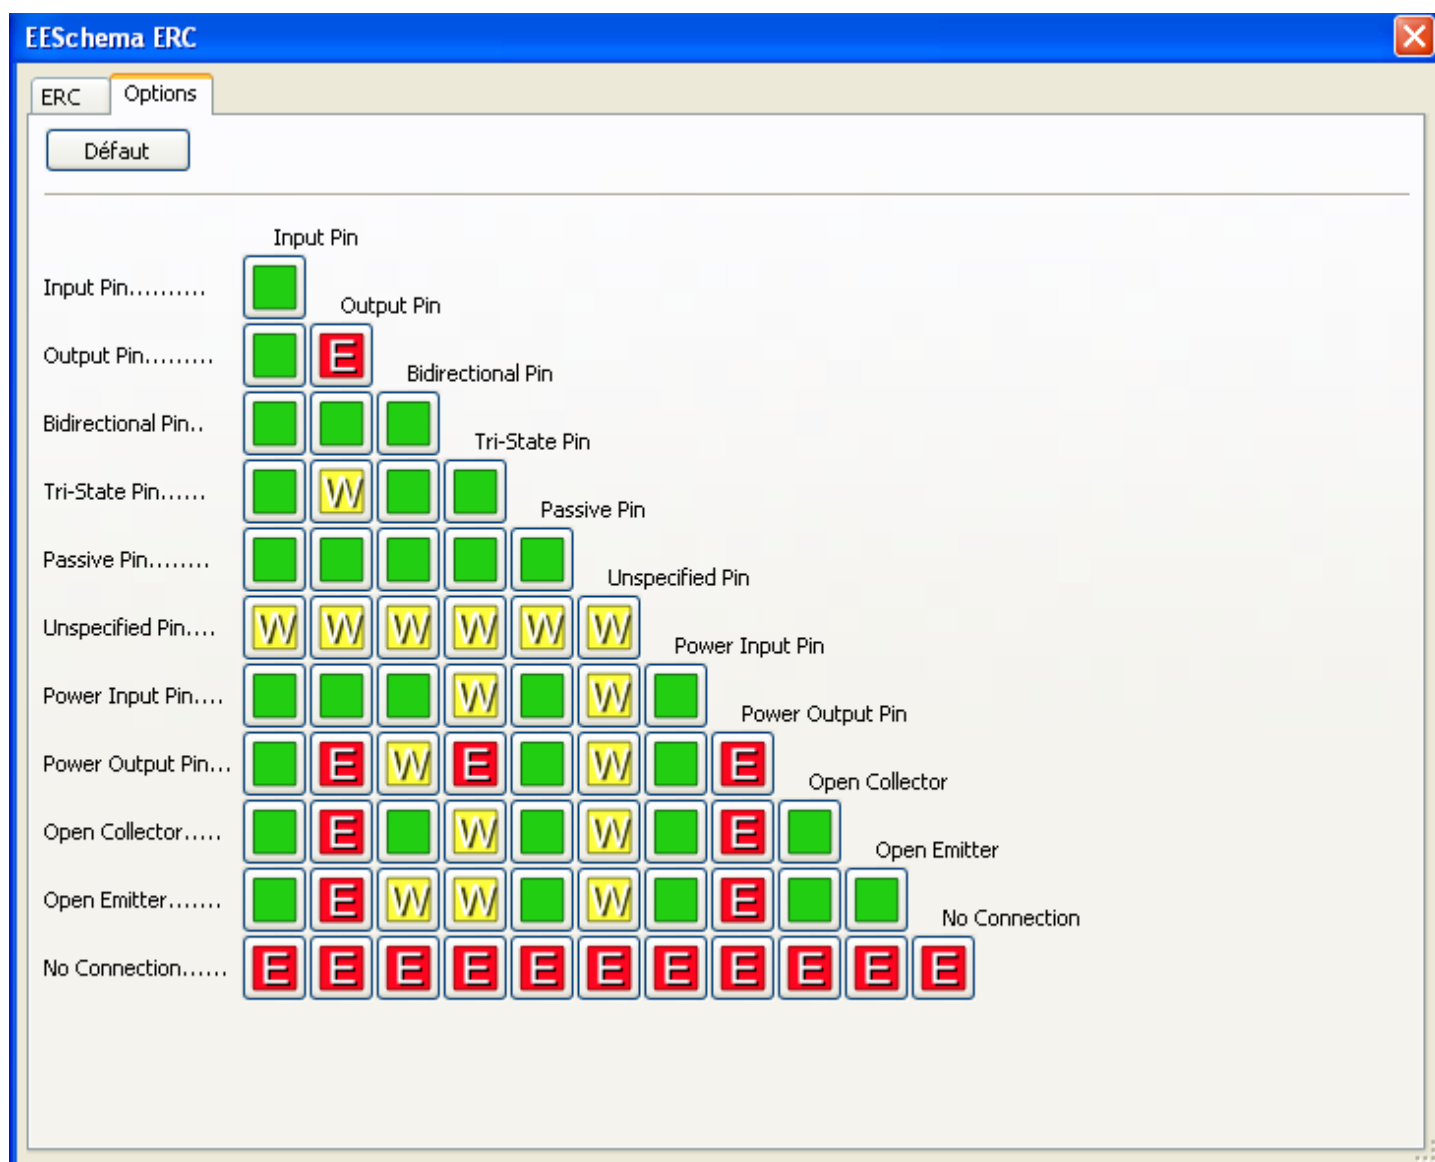 EESchema ERC
ERC Options
Défaut
Input Pin
Input Pin..........
Output Pin
Output Pin......... E
Bidirectional Pin
Bidirectional Pin..
Tri-State Pin
Tri-State Pin...... W
Passive Pin
Passive Pin........
Unspecified Pin
Unspecified Pin.... W W W W W W
Power Input Pin
Power Input Pin.... W W
Power Output Pin
Power Output Pin... E W E W E
Open Collector
Open Collector..... E W W E
Open Emitter
Open Emitter....... E W W W E
No Connection
No Connection...... E E E E E E E E E E E